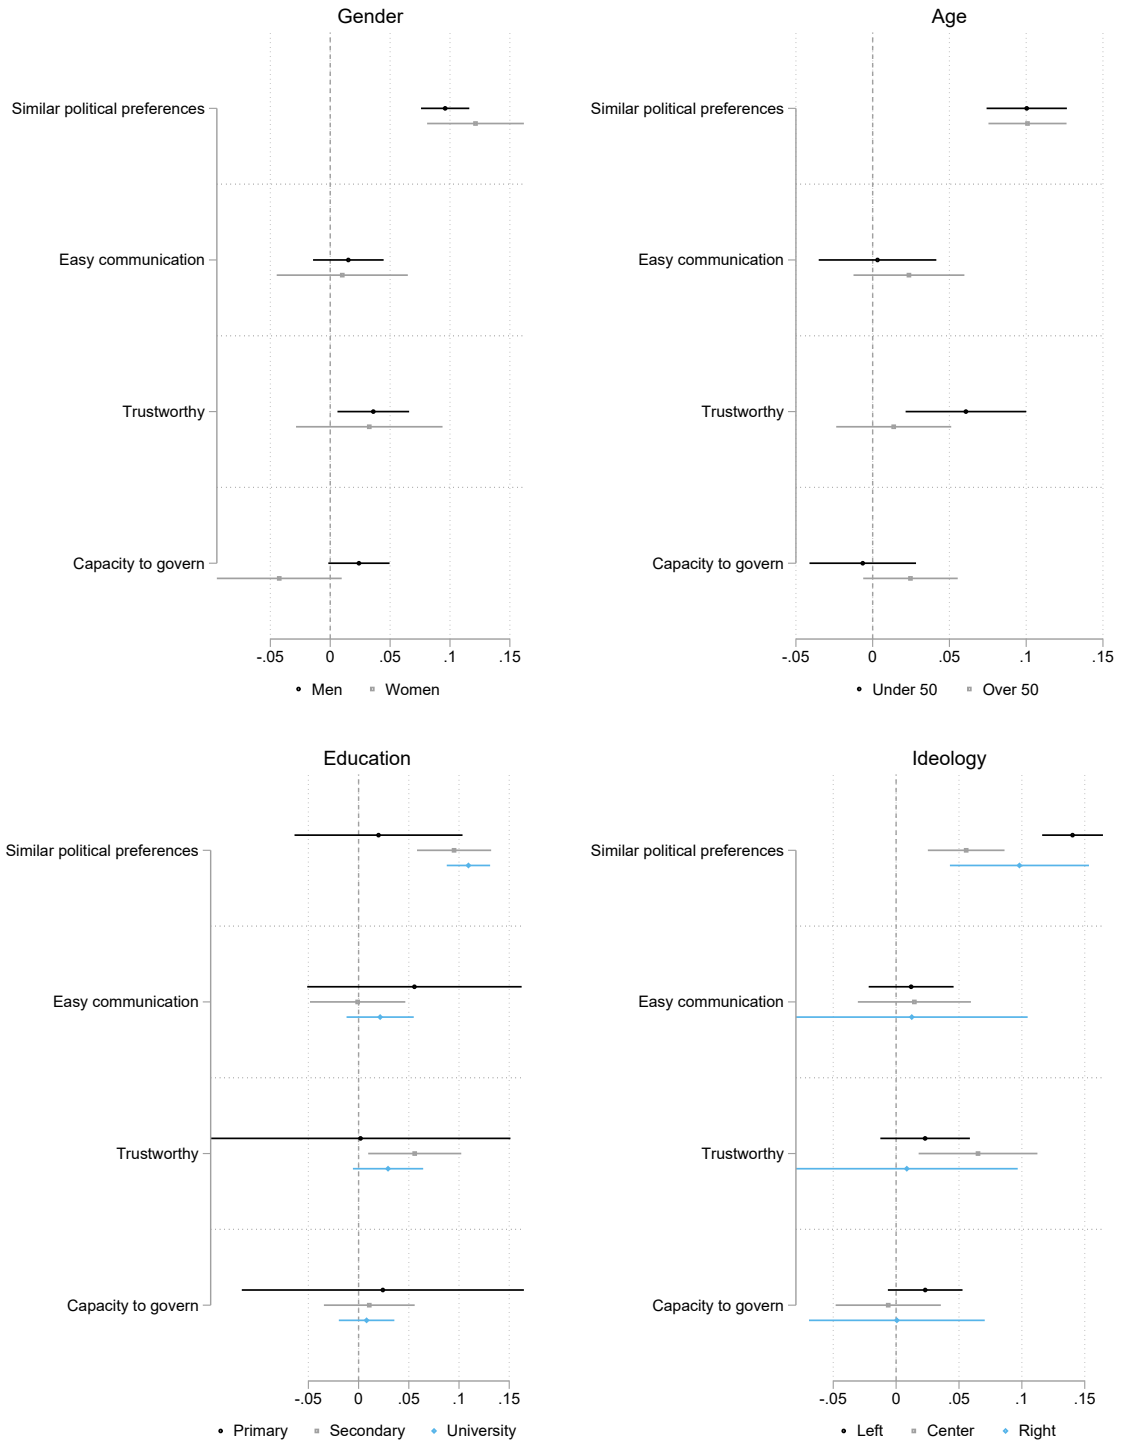 Gender
Similar political preferences
Easy communication
Trustworthy
Capacity to govern
-.05 0 .05 .1 .15
Men Women
Age
Similar political preferences
Easy communication
Trustworthy
Capacity to govern
-.05 0 .05 .1 .15
Under 50 Over 50
Education
Similar political preferences
Easy communication
Trustworthy
Capacity to govern
-.05 0 .05 .1 .15
Primary Secondary University
Ideology
Similar political preferences
Easy communication
Trustworthy
Capacity to govern
-.05 0 .05 .1 .15
Left Center Right